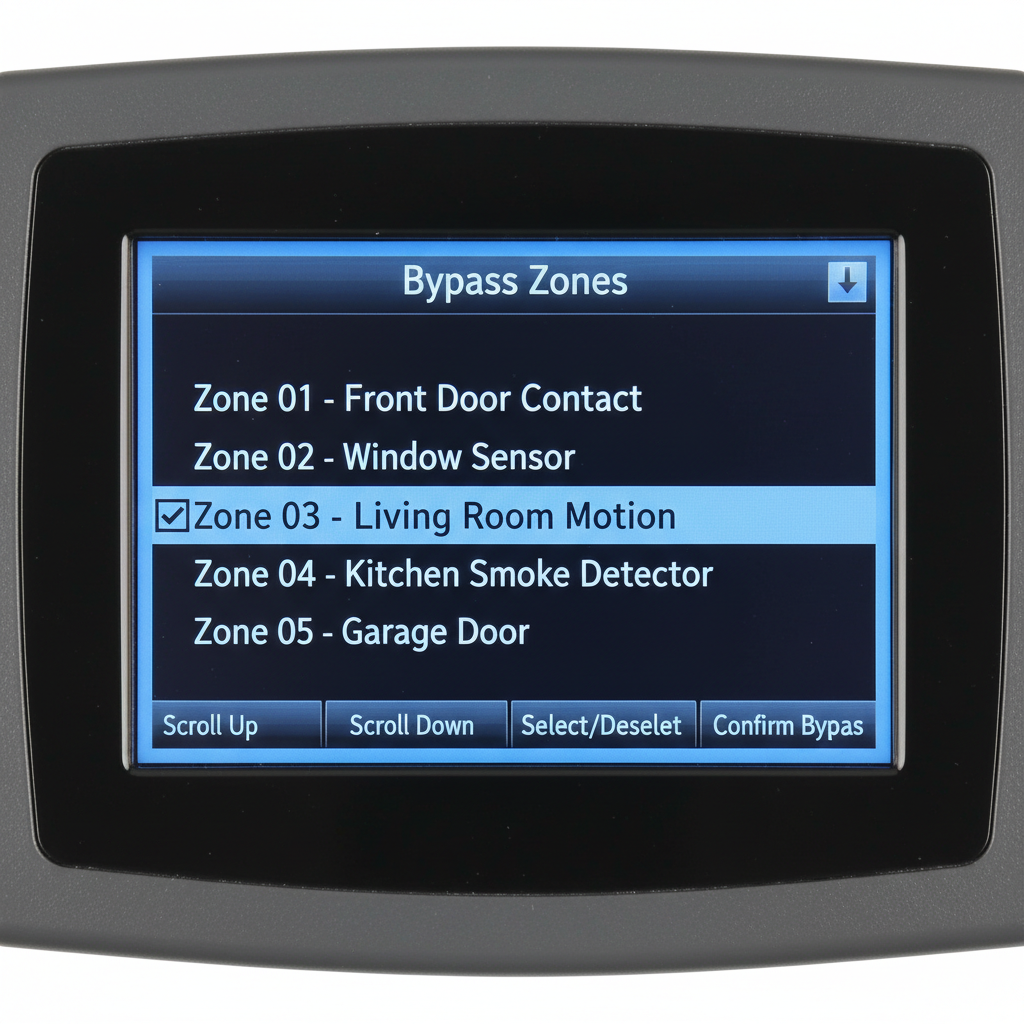 Bypass Zones
Zone 01 - Front Door Contact
Zone 02 - Window Sensor
Zone 03 - Living Room Motion
Zone 04 - Kitchen Smoke Detector
Zone 05 - Garage Door
Scroll Up Scroll Down Select/Deselet Confirm Bypas